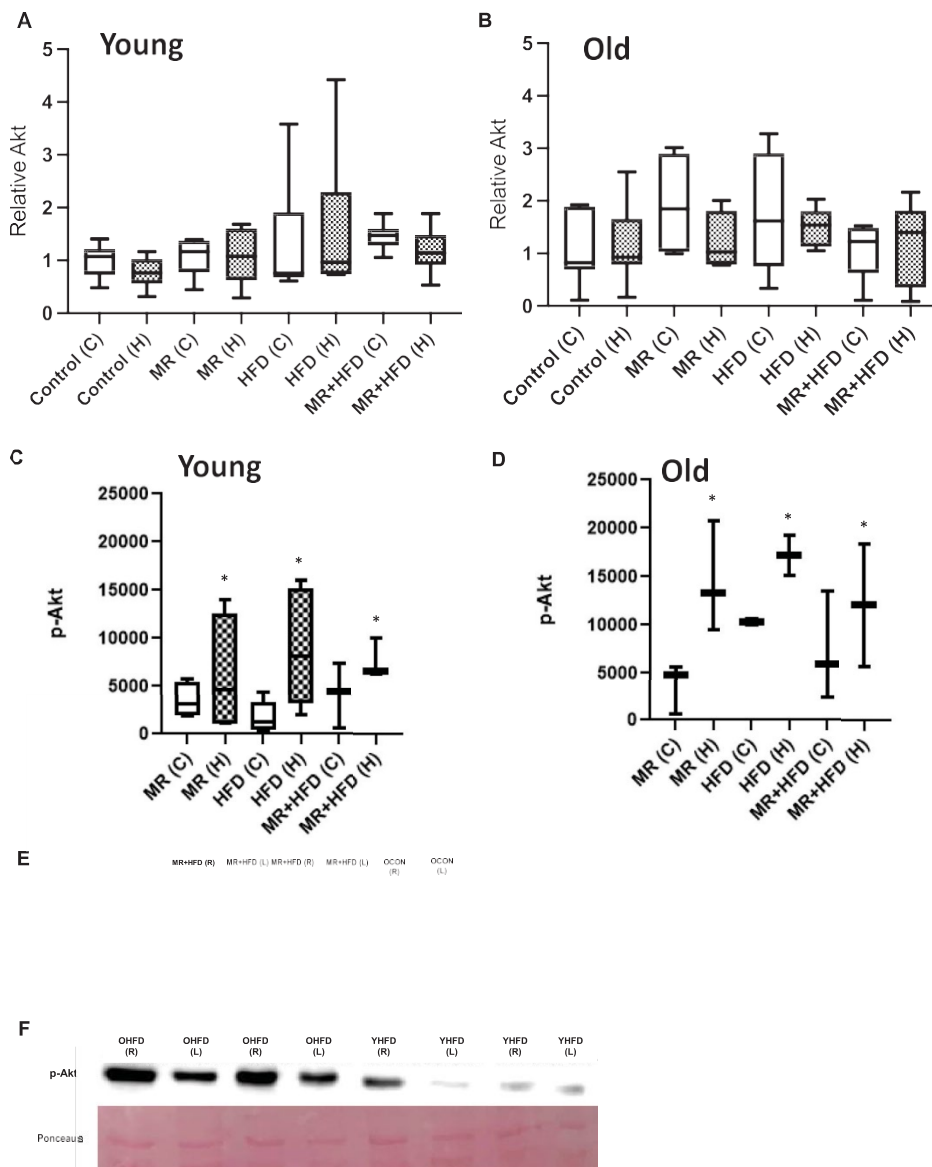 A
Young
5
4
3
2
1
0
Relative Akt
Control (C)
Control (H)
MR (C)
MR (H)
HFD (C)
HFD (H)
MR+HFD (C)
MR+HFD (H)
B
Old
5
4
3
2
1
0
Relative Akt
Control (C)
Control (H)
MR (C)
MR (H)
HFD (C)
HFD (H)
MR+HFD (C)
MR+HFD (H)
C
Young
25000
20000
15000
10000
5000
0
p-Akt
*
*
*
MR (C)
MR (H)
HFD (C)
HFD (H)
MR+HFD (C)
MR+HFD (H)
D
Old
25000
20000
15000
10000
5000
0
p-Akt
*
*
*
MR (C)
MR (H)
HFD (C)
HFD (H)
MR+HFD (C)
MR+HFD (H)
E
MR+HFD (R) MR+HFD (L) MR+HFD (R) MR+HFD (L) OCON OCON
(R) (L)
F
OHFD OHFD OHFD OHFD YHFD YHFD YHFD YHFD
(R) (L) (R) (L) (R) (L) (R) (L)
p-Akt
Ponceau s